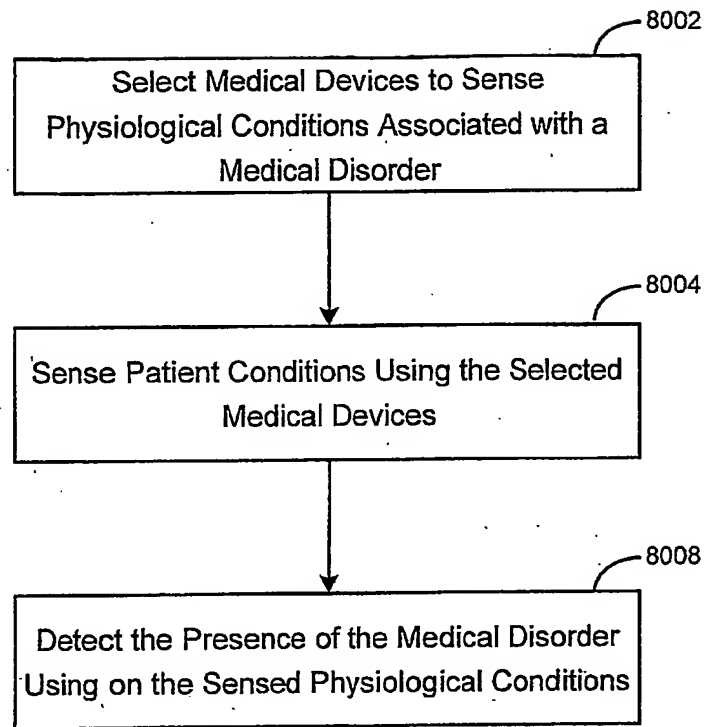 8002
Select Medical Devices to Sense
Physiological Conditions Associated with a
Medical Disorder
8004
Sense Patient Conditions Using the Selected
Medical Devices
8008
Detect the Presence of the Medical Disorder
Using on the Sensed Physiological Conditions